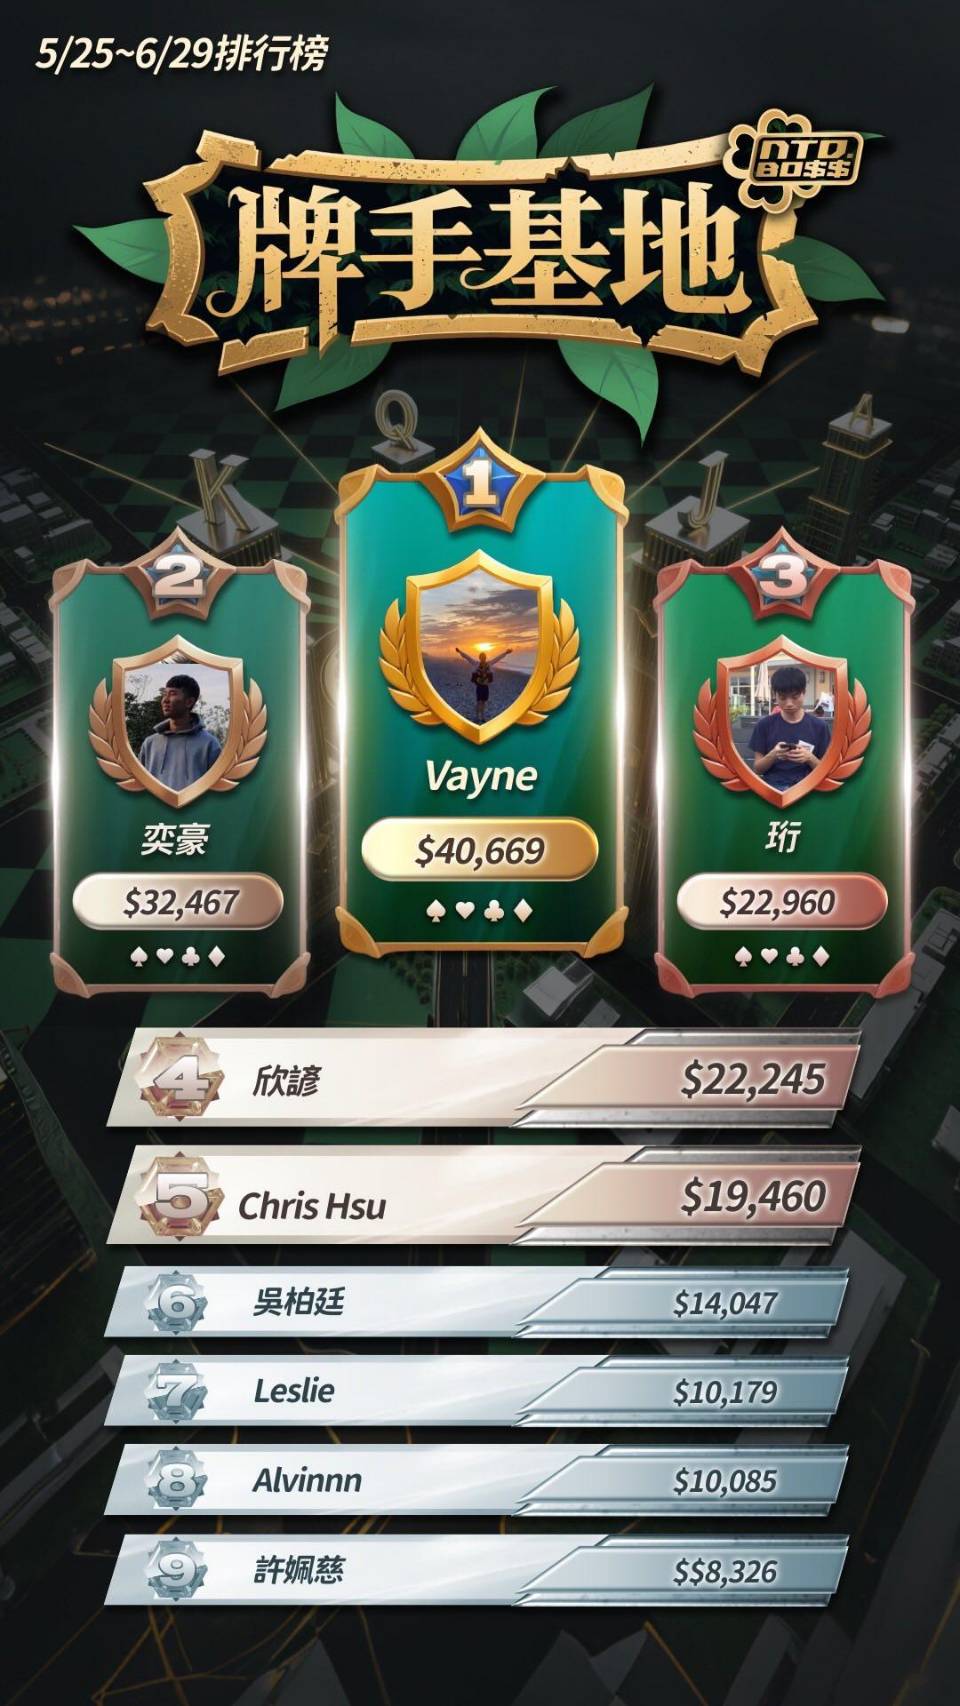 5/25~6/29排行榜
NTD.
BO$$
牌手基地
K
Q
J
A
1
Vayne
$40,669
2
奕豪
$32,467
3
珩
$22,960
4 欣諺 $22,245
5 Chris Hsu $19,460
6 吳柏廷 $14,047
7 Leslie $10,179
8 Alvinnn $10,085
9 許姵慈 $$8,326